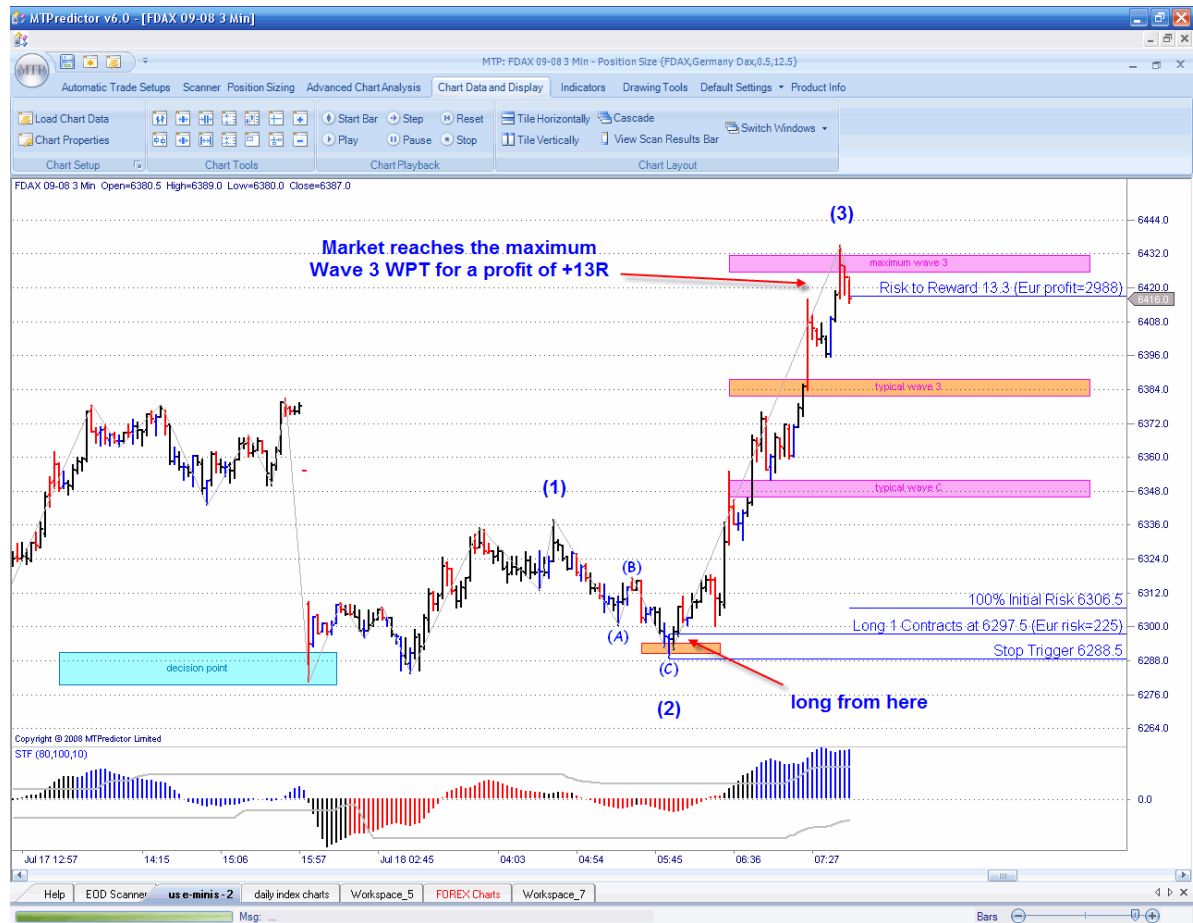 MTPredictor v6.0 - [FDAX 09-08 3 Min]
MTP: FDAX 09-08 3 Min - Position Size {FDAX,Germany Dax,0.5,12.5}
MTP
Automatic Trade Setups Scanner Position Sizing Advanced Chart Analysis Chart Data and Display Indicators Drawing Tools Default Settings Product Info
Load Chart Data
Chart Properties
Start Bar Step Reset
Play Pause Stop
Tile Horizontally Cascade
Tile Vertically View Scan Results Bar
Switch Windows
Chart Setup Chart Tools Chart Playback Chart Layout
FDAX 09-08 3 Min Open=6380.5 High=6389.0 Low=6380.0 Close=6387.0
(3)
6444.0
Market reaches the maximum
Wave 3 WPT for a profit of +13R
maximum wave 3
6432.0
Risk to Reward 13.3 (Eur profit=2988)
6420.0
6416.0
6408.0
6396.0
typical wave 3
6384.0
6372.0
6360.0
(1)
typical wave C
6348.0
6336.0
6324.0
(B)
6312.0
100% Initial Risk 6306.5
(A)
Long 1 Contracts at 6297.5 (Eur risk=225)
6300.0
Stop Trigger 6288.5
6288.0
decision point
(C)
(2)
long from here
6276.0
6264.0
Copyright © 2008 MTPredictor Limited
STF (80,100,10)
0.0
Jul 17 12:57 14:15 15:06 15:57 Jul 18 02:45 04:03 04:54 05:45 06:36 07:27
Help EOD Scanner us e-minis - 2 daily index charts Workspace_5 FOREX Charts Workspace_7
Msg: ...
Bars